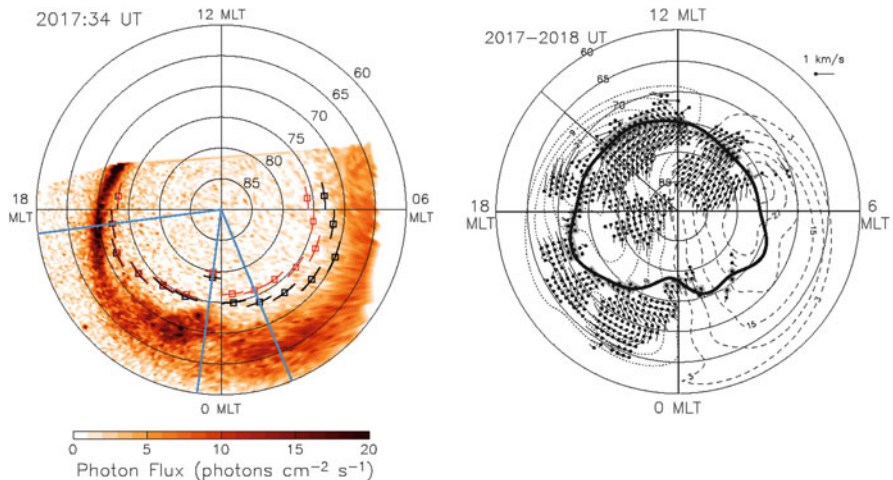 2017:34 UT
12 MLT
60
65
70
75
80
85
18
MLT
06
MLT
0 MLT
0 5 10 15 20
Photon Flux (photons cm⁻² s⁻¹)
12 MLT
2017–2018 UT
1 km/s
60
65
70
85
18
MLT
6
MLT
15
15
0 MLT